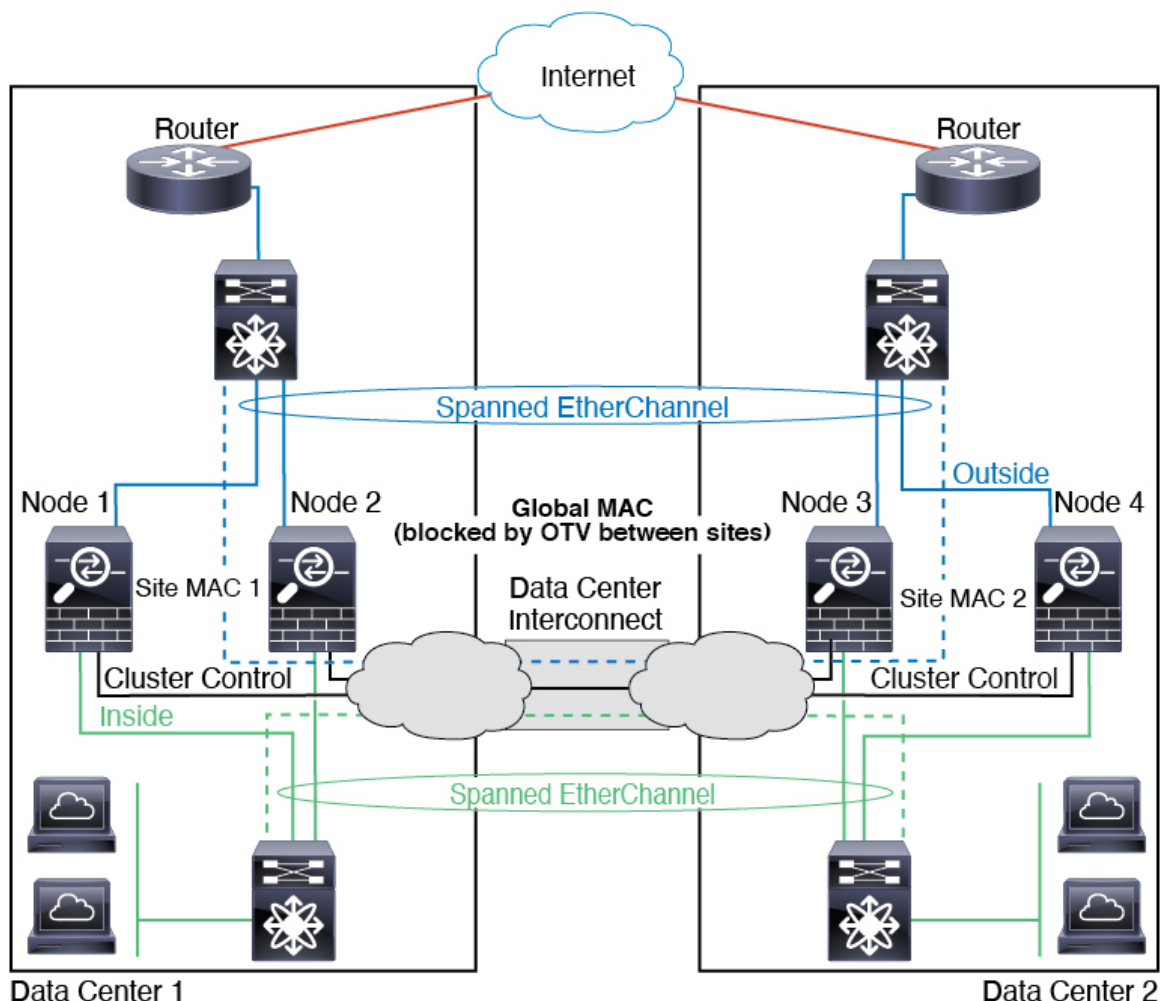 Internet
Router
Router
Spanned EtherChannel
Outside
Node 1
Node 2
Global MAC
(blocked by OTV between sites)
Node 3
Node 4
Site MAC 1
Data Center
Interconnect
Site MAC 2
Cluster Control
Cluster Control
Inside
Spanned EtherChannel
Data Center 1
Data Center 2